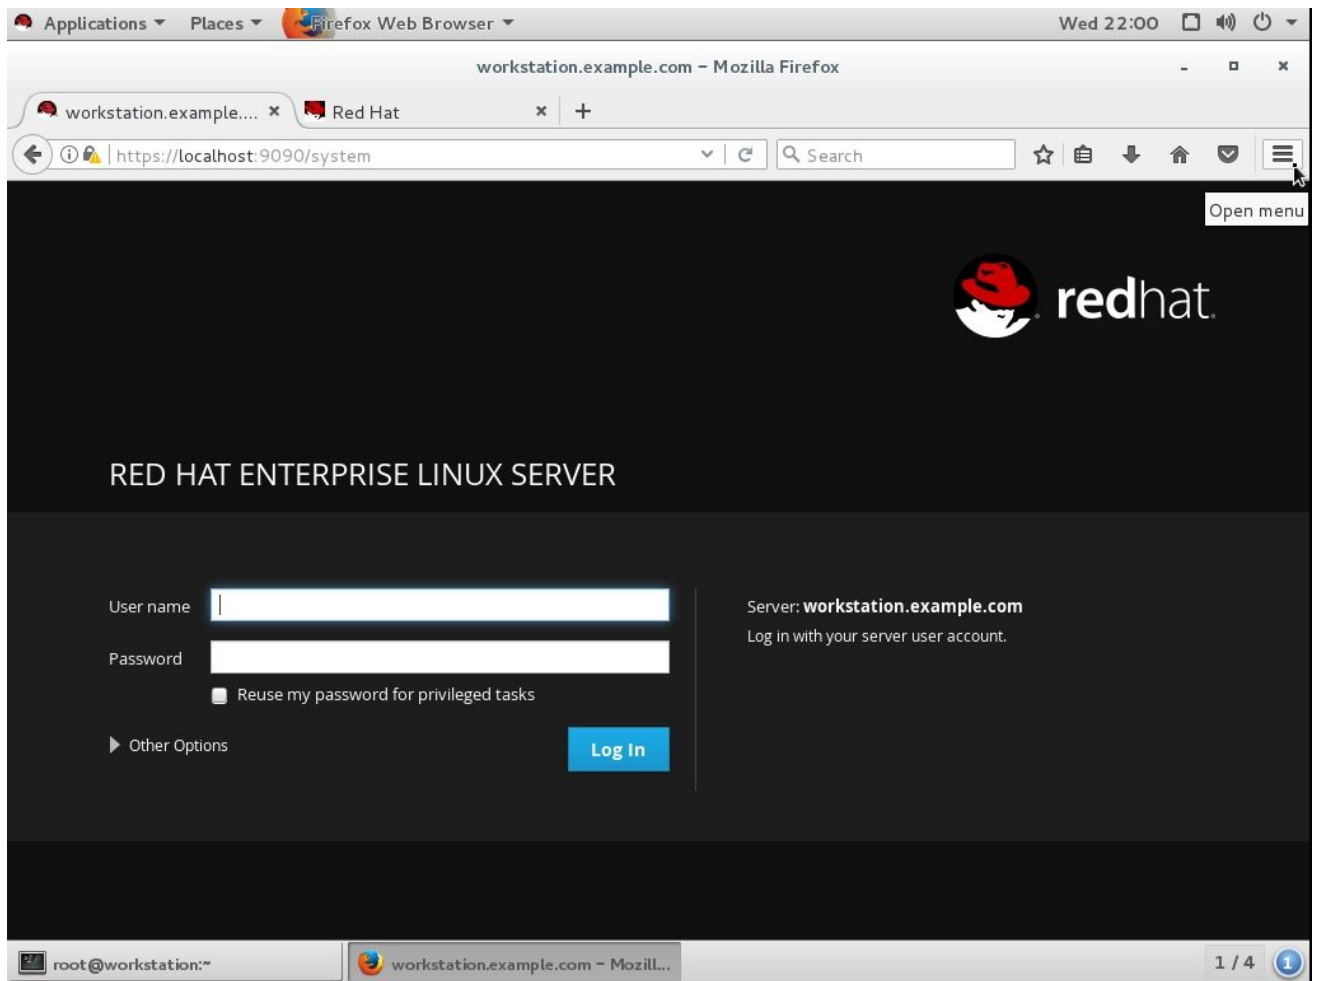 Applications Places Firefox Web Browser Wed 22:00
workstation.example.com – Mozilla Firefox
workstation.example.... Red Hat
https://localhost:9090/system Search
Open menu
redhat.
RED HAT ENTERPRISE LINUX SERVER
User name
Server: workstation.example.com
Log in with your server user account.
Password
Reuse my password for privileged tasks
Other Options
Log In
root@workstation:~ workstation.example.com – Mozill... 1 / 4 1